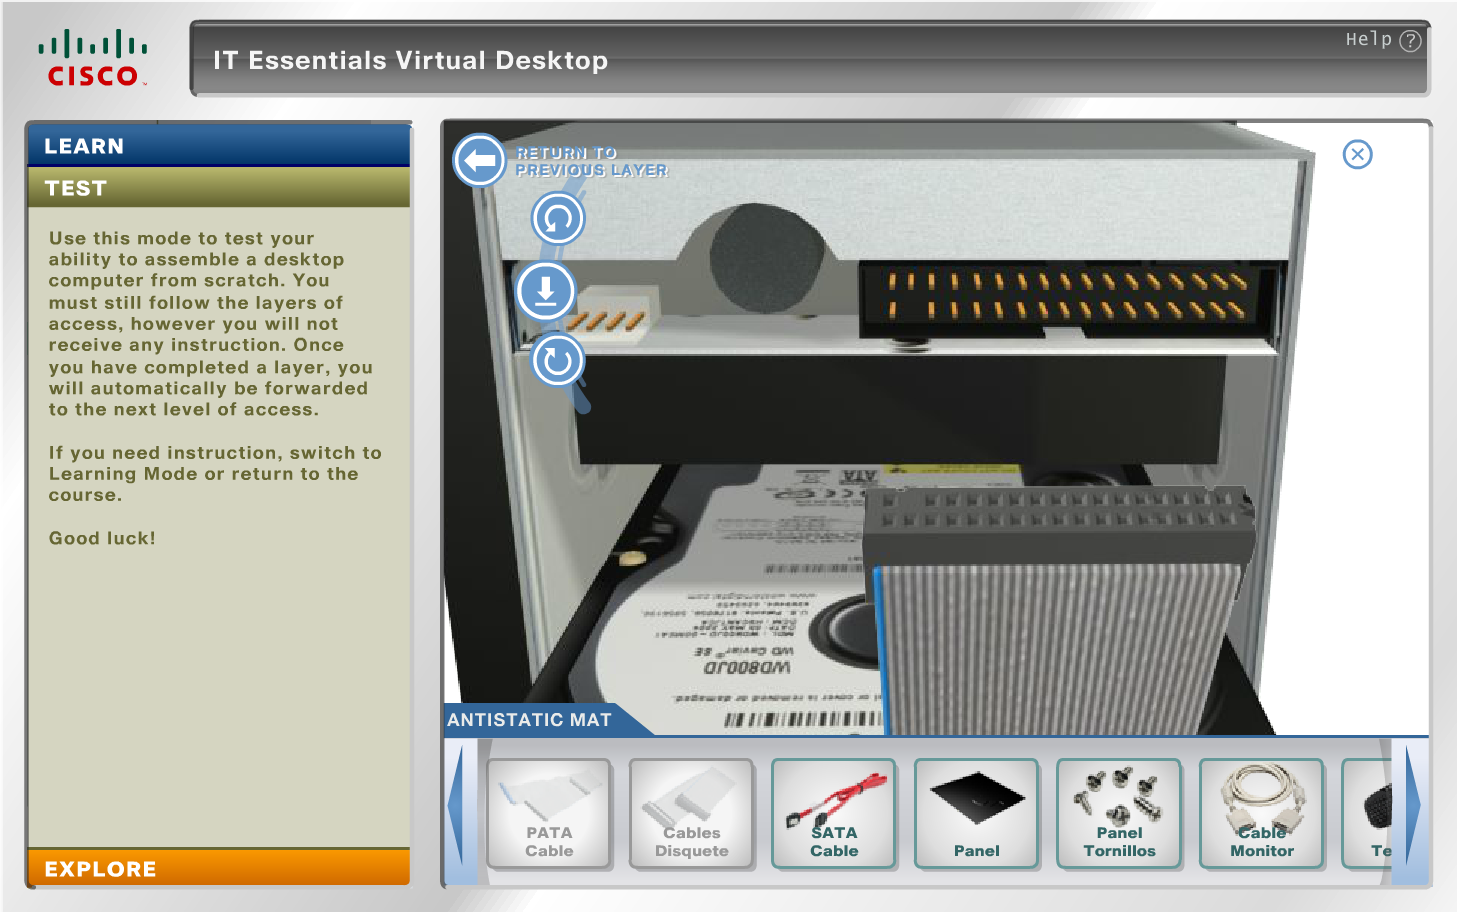 CISCO
IT Essentials Virtual Desktop
Help ?
LEARN
TEST
Use this mode to test your
ability to assemble a desktop
computer from scratch. You
must still follow the layers of
access, however you will not
receive any instruction. Once
you have completed a layer, you
will automatically be forwarded
to the next level of access.
If you need instruction, switch to
Learning Mode or return to the
course.
Good luck!
EXPLORE
RETURN TO
PREVIOUS LAYER
SATA
WD Caviar® SE
WD800JD
ANTISTATIC MAT
PATA
Cable
Cables
Disquete
SATA
Cable
Panel
Panel
Tornillos
Cable
Monitor
Te